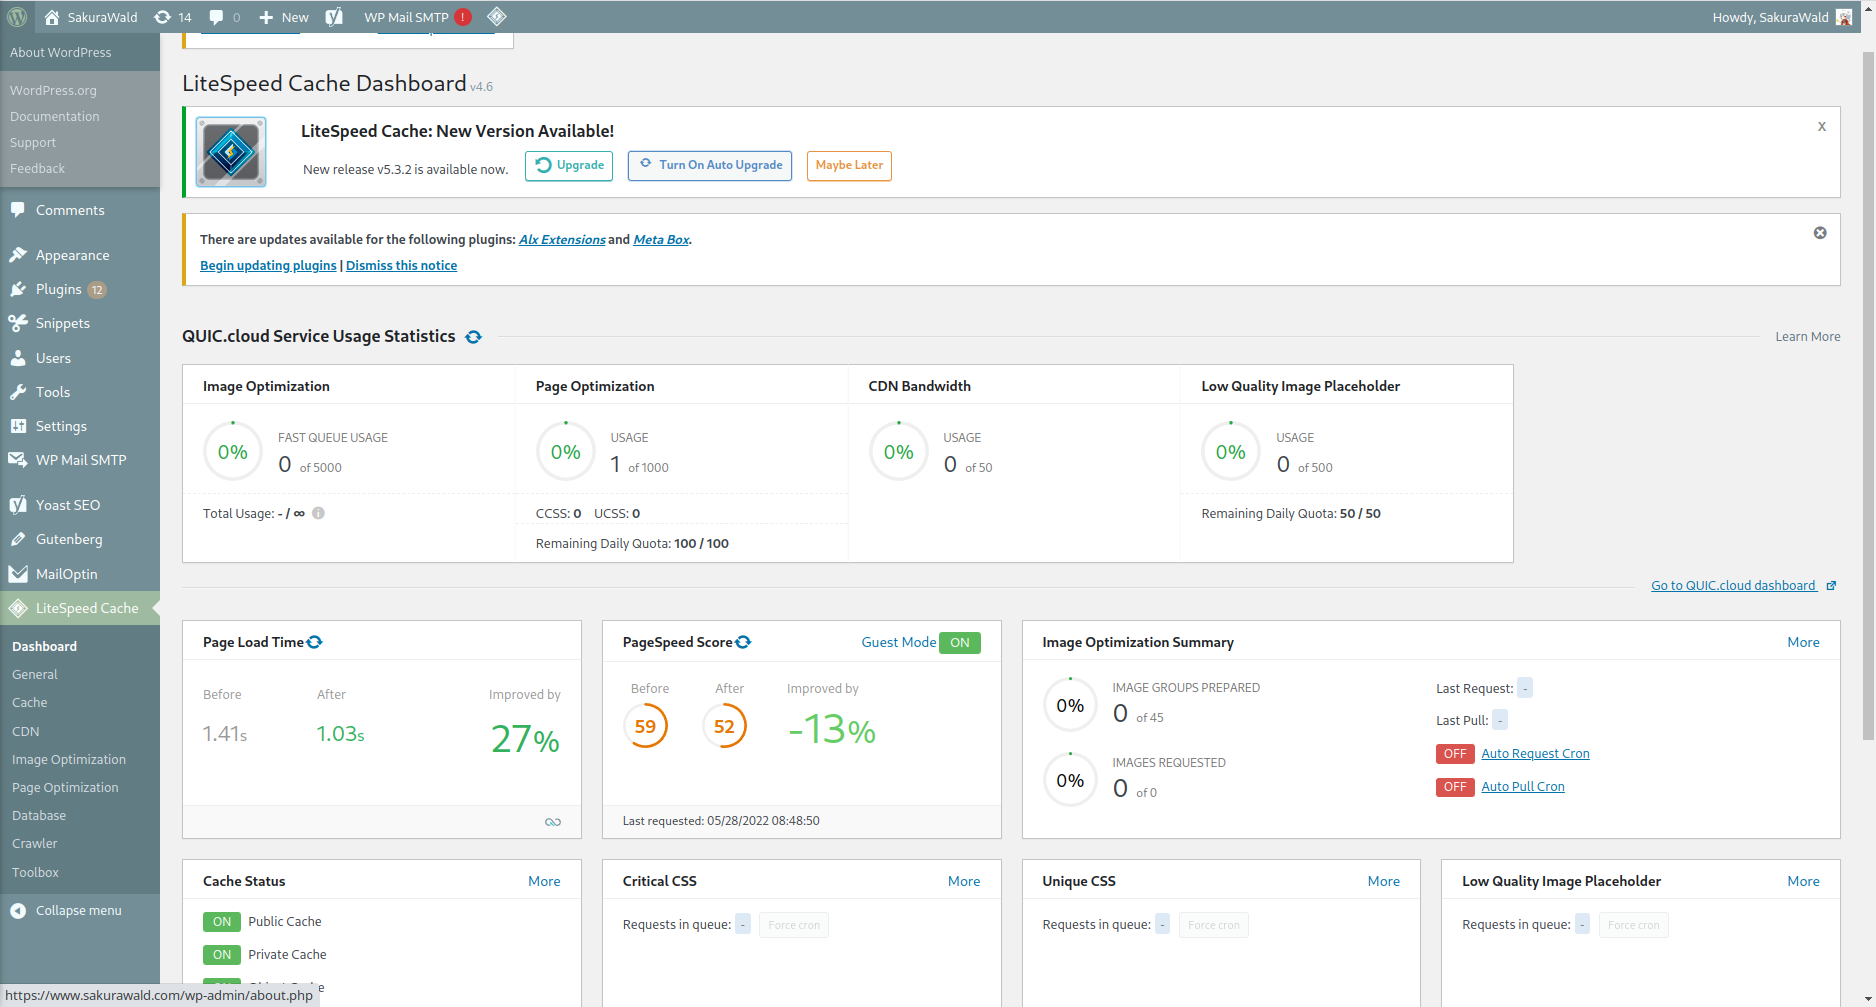 SakuraWald 14 0 New WP Mail SMTP ! Howdy, SakuraWald
About WordPress
WordPress.org
Documentation
Support
Feedback
Comments
Appearance
Plugins 12
Snippets
Users
Tools
Settings
WP Mail SMTP
Yoast SEO
Gutenberg
MailOptin
LiteSpeed Cache
Dashboard
General
Cache
CDN
Image Optimization
Page Optimization
Database
Crawler
Toolbox
Collapse menu
LiteSpeed Cache Dashboard v4.6
LiteSpeed Cache: New Version Available! X
New release v5.3.2 is available now. Upgrade Turn On Auto Upgrade Maybe Later
There are updates available for the following plugins: Alx Extensions and Meta Box.
Begin updating plugins | Dismiss this notice
QUIC.cloud Service Usage Statistics Learn More
Image Optimization
0% FAST QUEUE USAGE
0 of 5000
Total Usage: - / ∞ i
Page Optimization
0% USAGE
1 of 1000
CCSS: 0 UCSS: 0
Remaining Daily Quota: 100 / 100
CDN Bandwidth
0% USAGE
0 of 50
Low Quality Image Placeholder
0% USAGE
0 of 500
Remaining Daily Quota: 50 / 50
Go to QUIC.cloud dashboard
Page Load Time
Before After Improved by
1.41s 1.03s 27%
PageSpeed Score Guest Mode ON
Before After Improved by
59 52 -13%
Last requested: 05/28/2022 08:48:50
Image Optimization Summary More
0% IMAGE GROUPS PREPARED
0 of 45
0% IMAGES REQUESTED
0 of 0
Last Request: -
Last Pull: -
OFF Auto Request Cron
OFF Auto Pull Cron
Cache Status More
ON Public Cache
ON Private Cache
Critical CSS More
Requests in queue: - Force cron
Unique CSS More
Requests in queue: - Force cron
Low Quality Image Placeholder More
Requests in queue: - Force cron
https://www.sakurawald.com/wp-admin/about.php